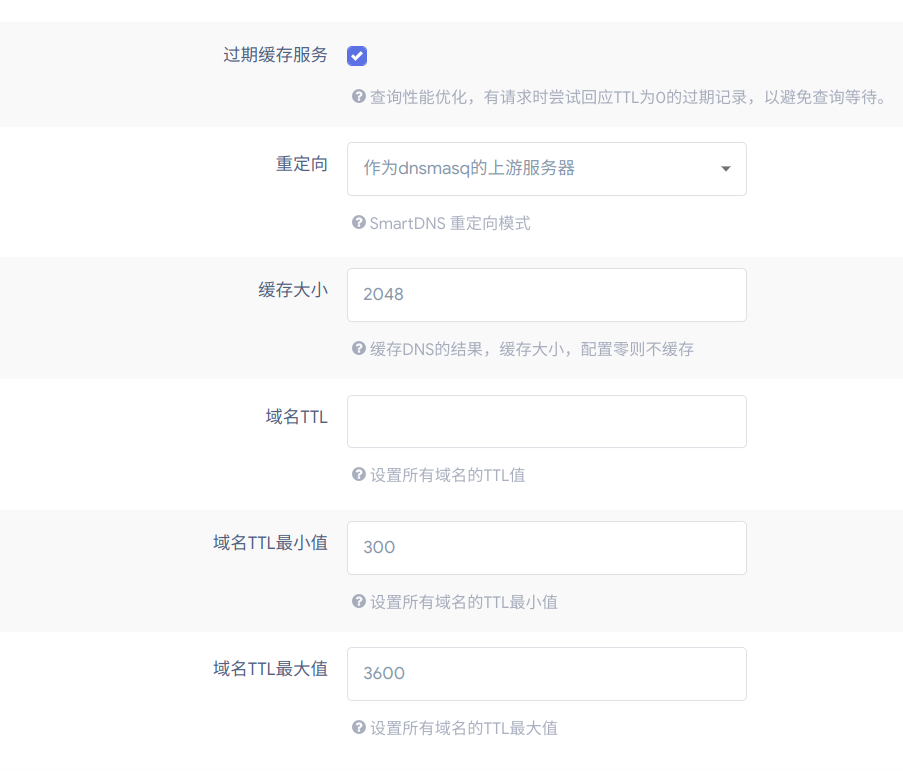 过期缓存服务
查询性能优化，有请求时尝试回应TTL为0的过期记录，以避免查询等待。
重定向
作为dnsmasq的上游服务器
SmartDNS 重定向模式
缓存大小
2048
缓存DNS的结果，缓存大小，配置零则不缓存
域名TTL
设置所有域名的TTL值
域名TTL最小值
300
设置所有域名的TTL最小值
域名TTL最大值
3600
设置所有域名的TTL最大值